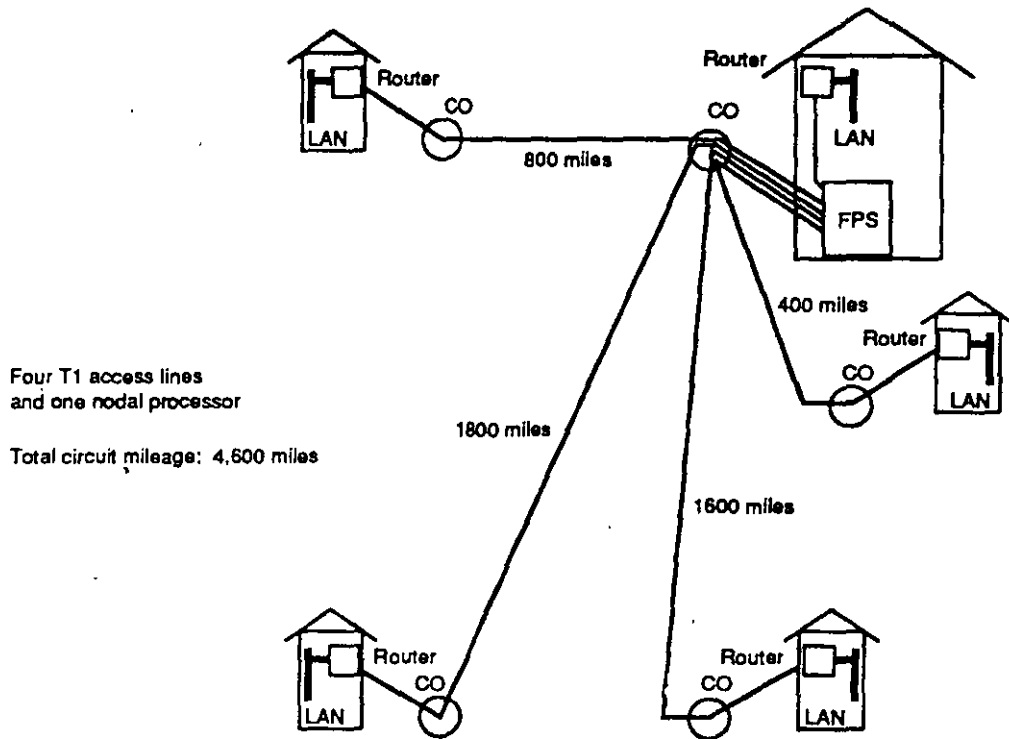 Router
CO
LAN
800 miles
Router
CO
LAN
FPS
400 miles
Router
CO
LAN
Four T1 access lines
and one nodal processor
Total circuit mileage: 4,600 miles
1800 miles
1600 miles
Router
CO
LAN
Router
CO
LAN